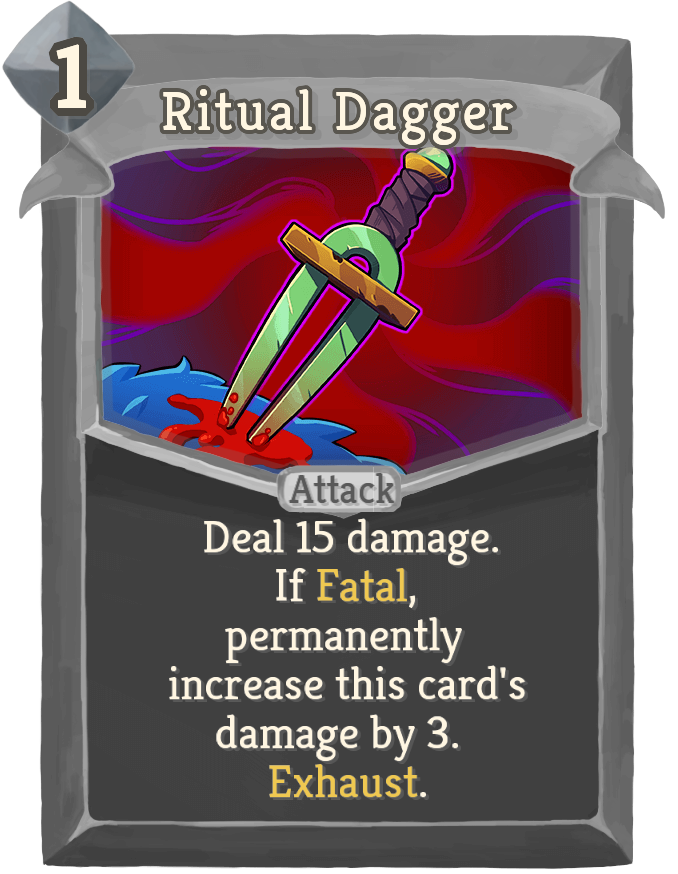 1
Ritual Dagger
Attack
Deal 15 damage.
If Fatal,
permanently
increase this card's
damage by 3.
Exhaust.